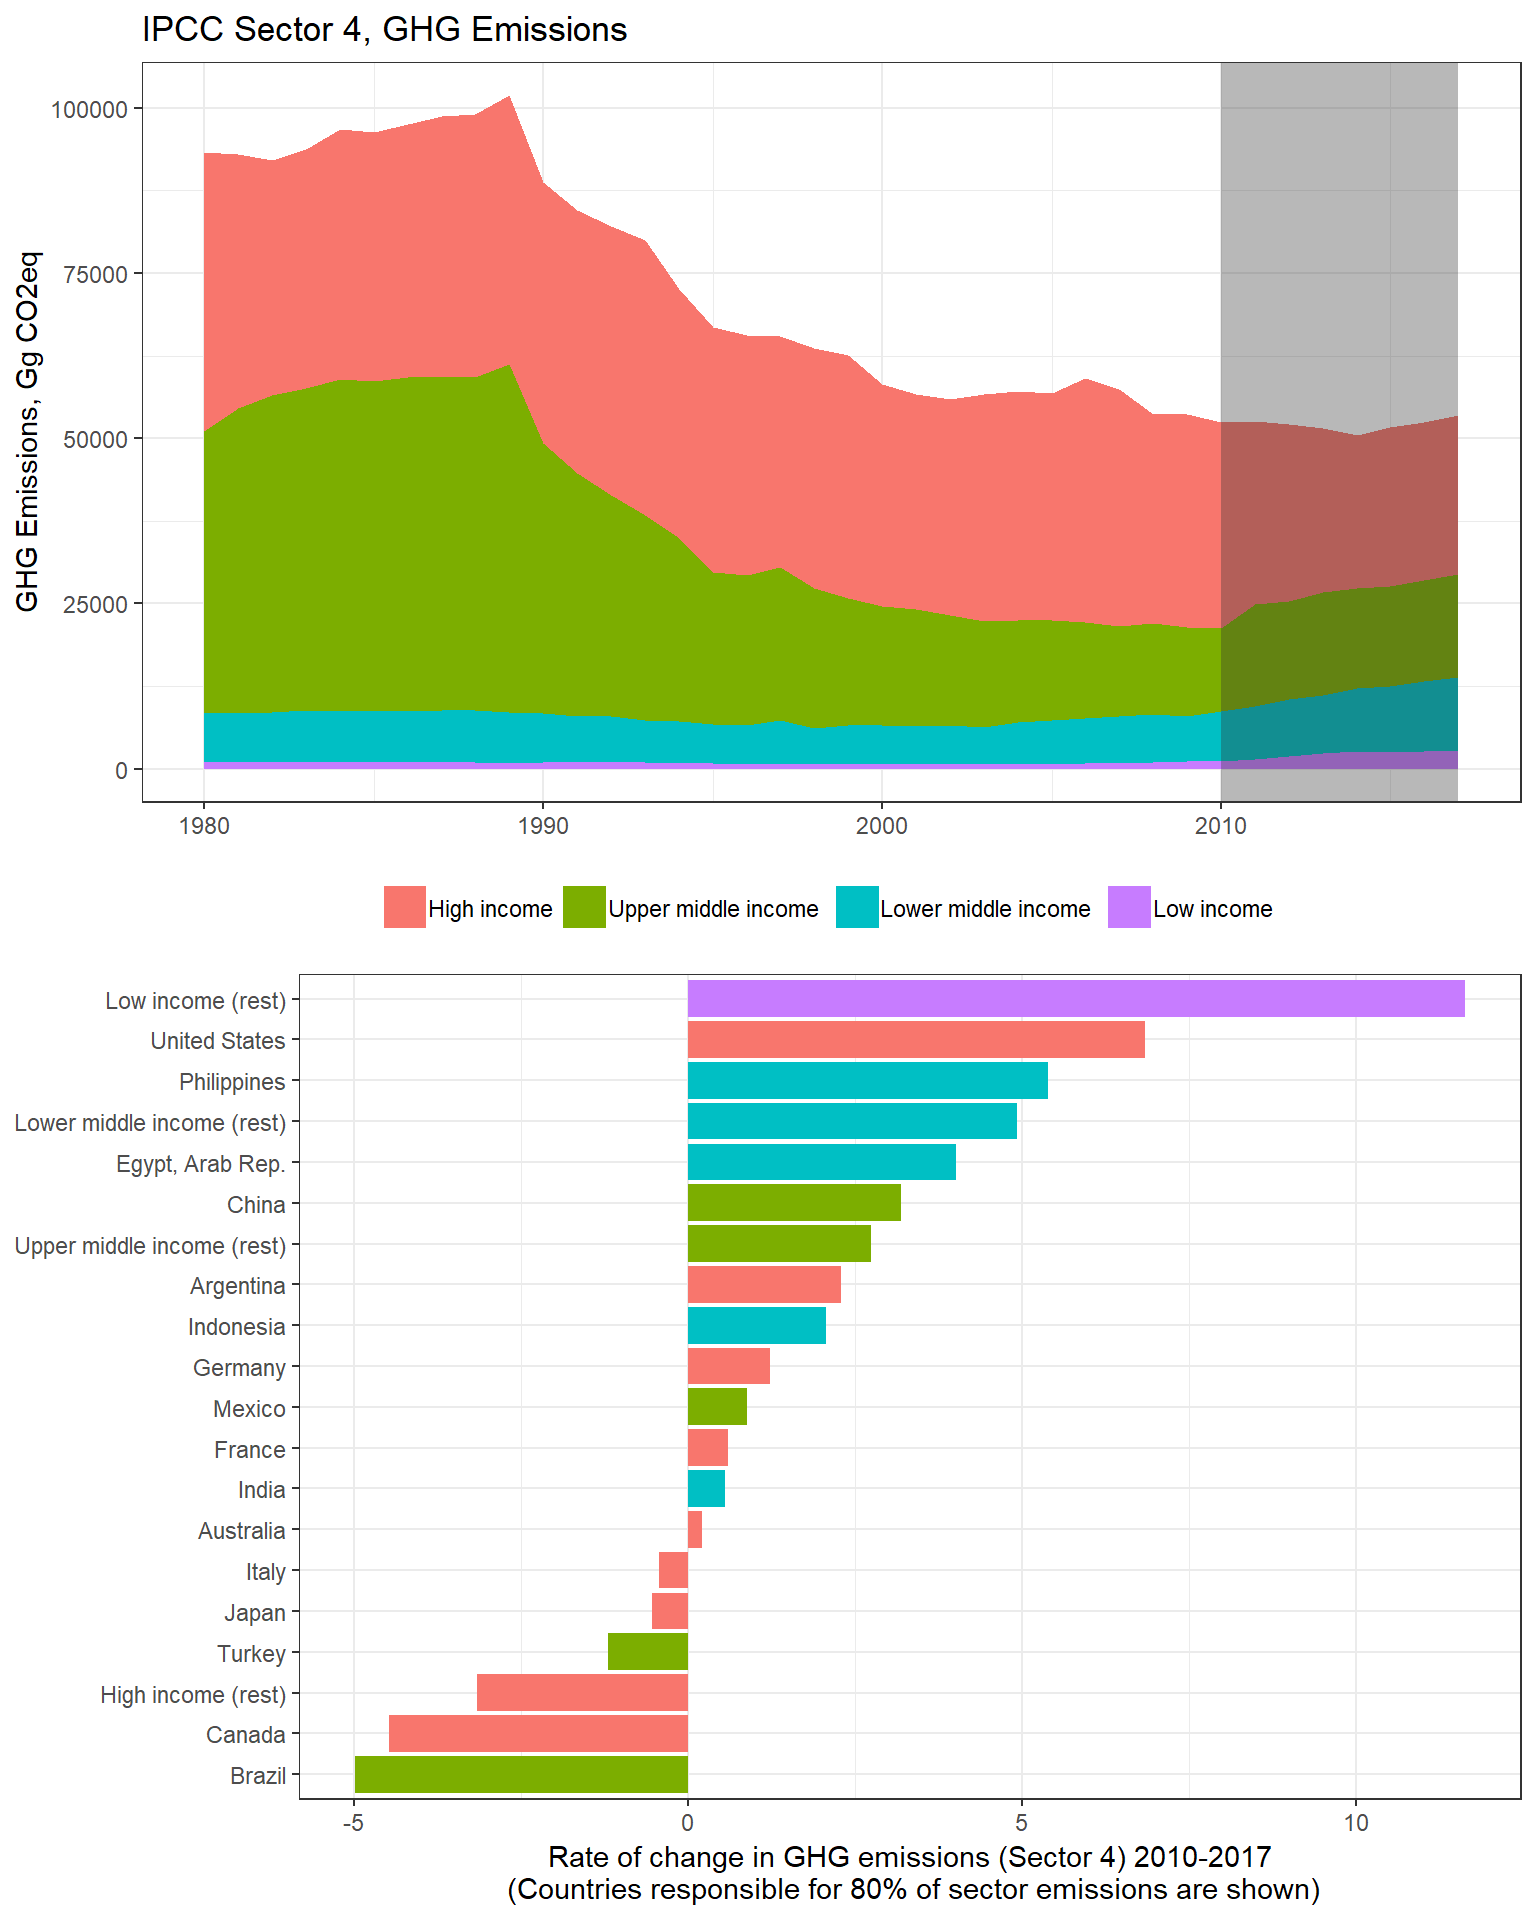 IPCC Sector 4, GHG Emissions
GHG Emissions, Gg CO2eq
100000
75000
50000
25000
0
1980 1990 2000 2010
High income Upper middle income Lower middle income Low income
Low income (rest)
United States
Philippines
Lower middle income (rest)
Egypt, Arab Rep.
China
Upper middle income (rest)
Argentina
Indonesia
Germany
Mexico
France
India
Australia
Italy
Japan
Turkey
High income (rest)
Canada
Brazil
-5 0 5 10
Rate of change in GHG emissions (Sector 4) 2010-2017
(Countries responsible for 80% of sector emissions are shown)